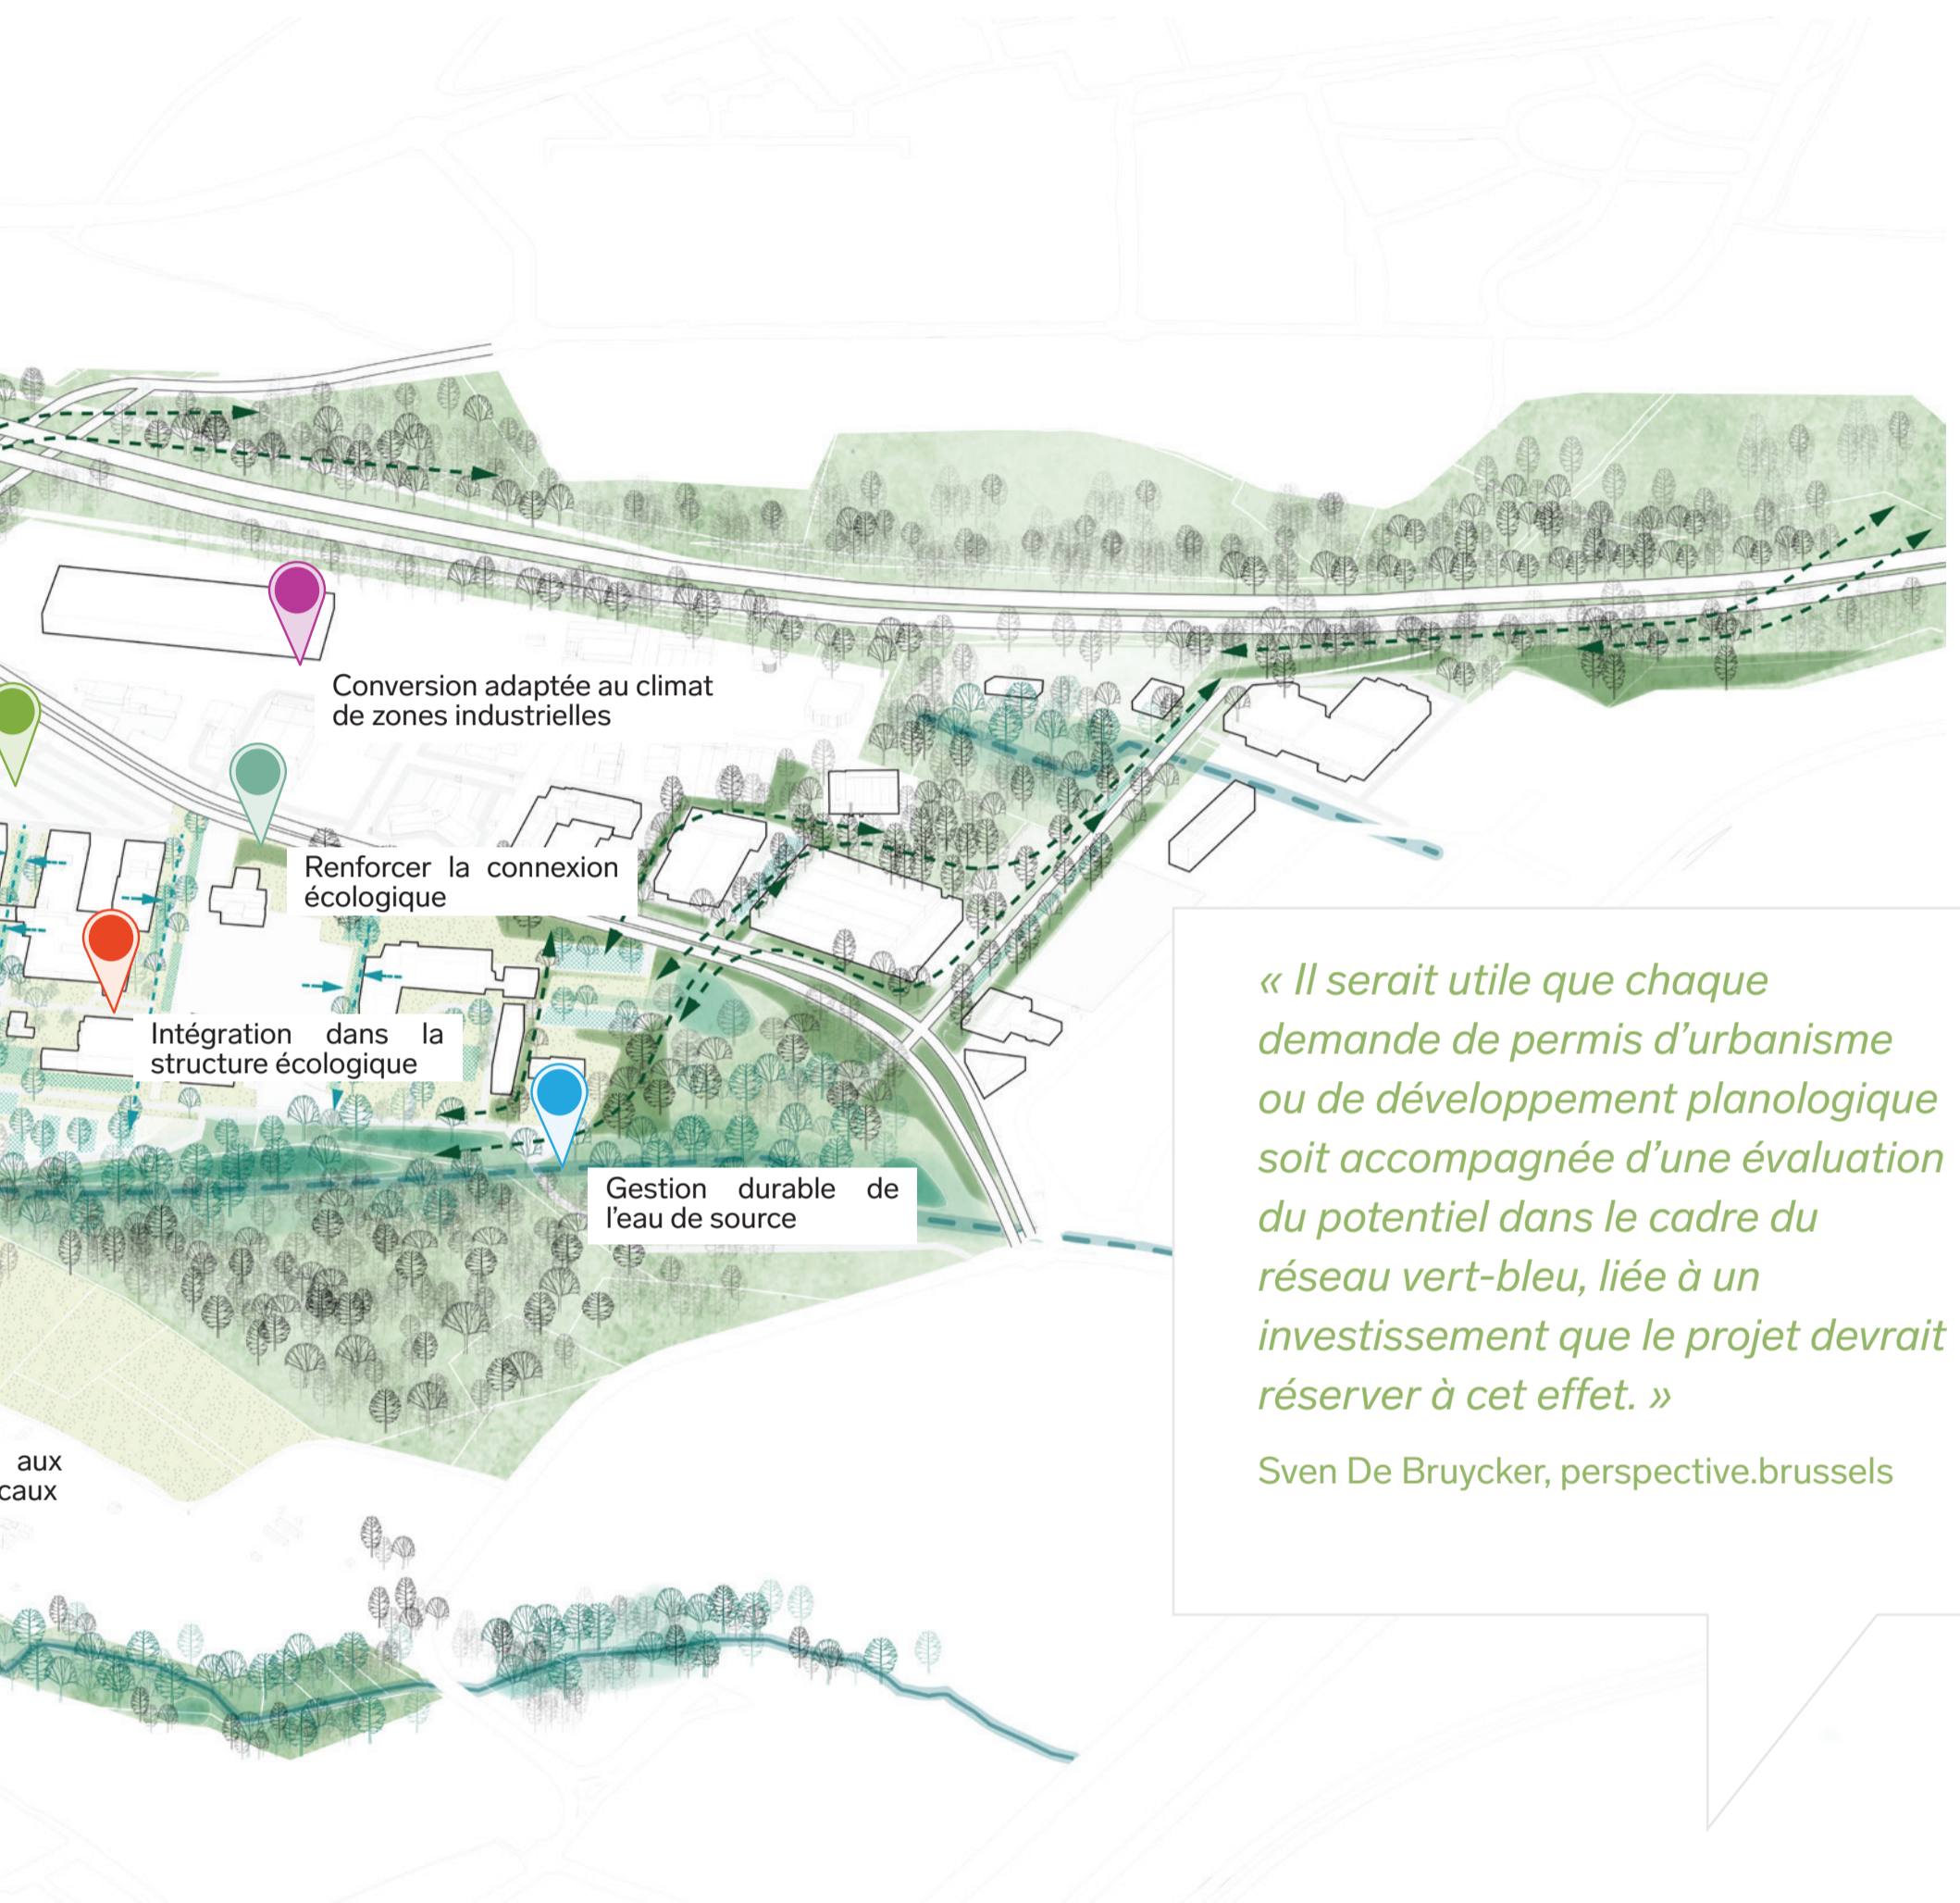 Conversion adaptée au climat
de zones industrielles
Renforcer la connexion
écologique
Intégration dans la
structure écologique
Gestion durable de
l'eau de source
aux
caux
« Il serait utile que chaque
demande de permis d'urbanisme
ou de développement planologique
soit accompagnée d'une évaluation
du potentiel dans le cadre du
réseau vert-bleu, liée à un
investissement que le projet devrait
réserver à cet effet. »
Sven De Bruycker, perspective.brussels